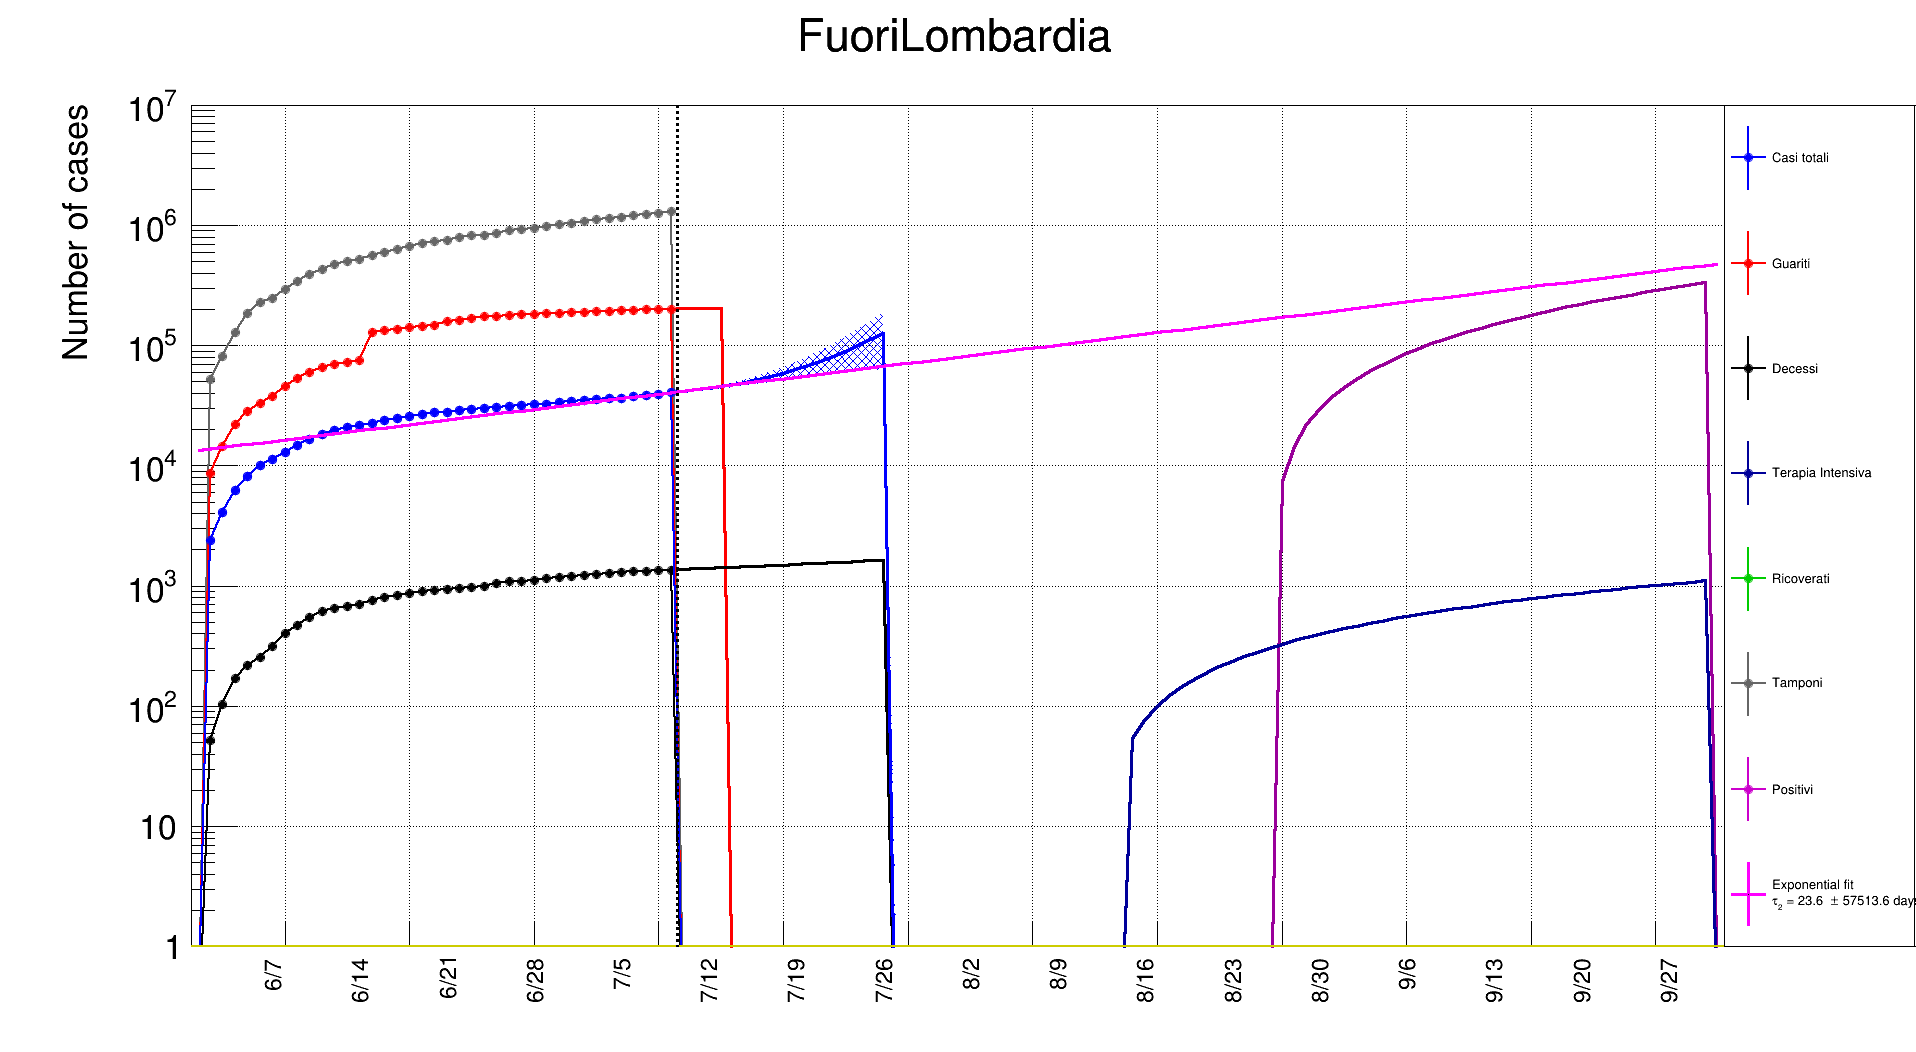 FuoriLombardia
Number of cases
10^7
10^6
10^5
10^4
10^3
10^2
10
1
6/7 6/14 6/21 6/28 7/5 7/12 7/19 7/26 8/2 8/9 8/16 8/23 8/30 9/6 9/13 9/20 9/27
Casi totali
Guariti
Decessi
Terapia Intensiva
Ricoverati
Tamponi
Positivi
Exponential fit
τ_2 = 23.6 ± 57513.6 day